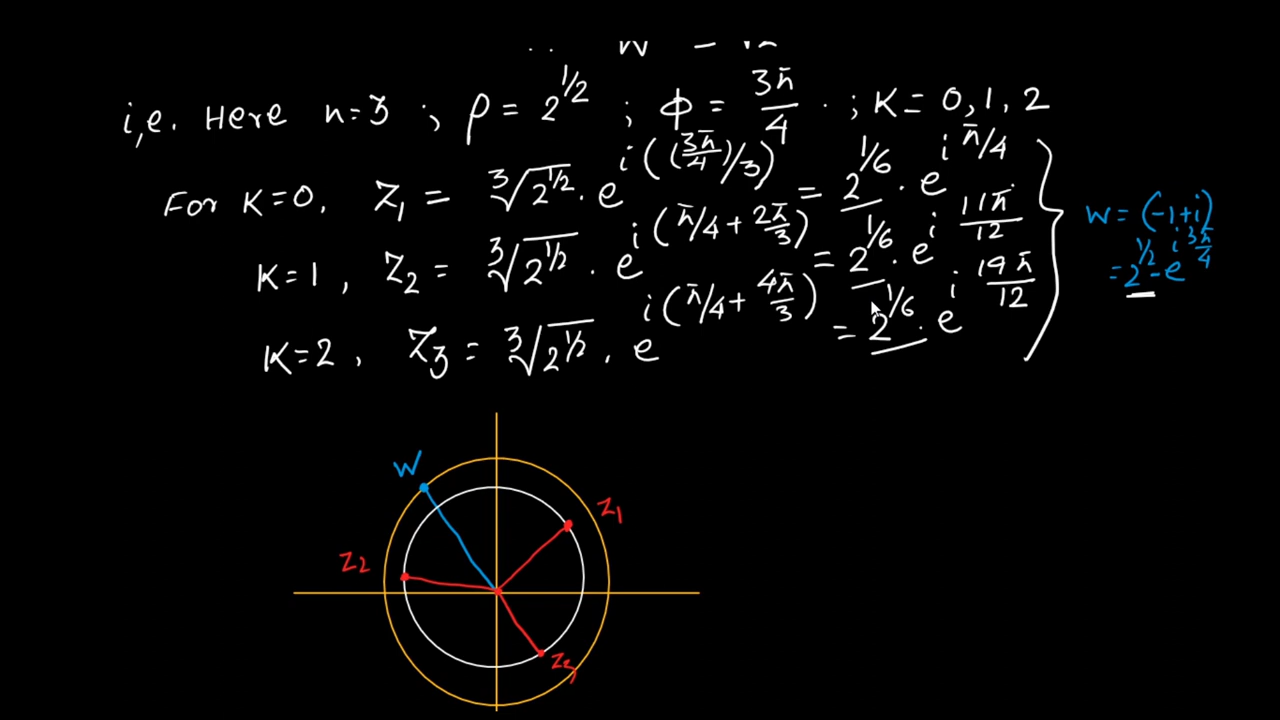 i,e. Here n=3 ; ρ = 2^{1/2} ; φ = 3π/4 . ; K = 0, 1, 2
For K=0, Z₁ = ∛(2^{1/2}) . e^{i((3π/4)/3)} = 2^{1/6} . e^{iπ/4}
K=1 , Z₂ = ∛(2^{1/2}) . e^{i(π/4 + 2π/3)} = 2^{1/6} . e^{i 11π/12}
K=2 , Z₃ = ∛(2^{1/2}) . e^{i(π/4 + 4π/3)} = 2^{1/6} . e^{i 19π/12}
W = (-1+i)
= 2^{1/2} - e^{i 3π/4}
W
Z₁
Z₂
Z₃